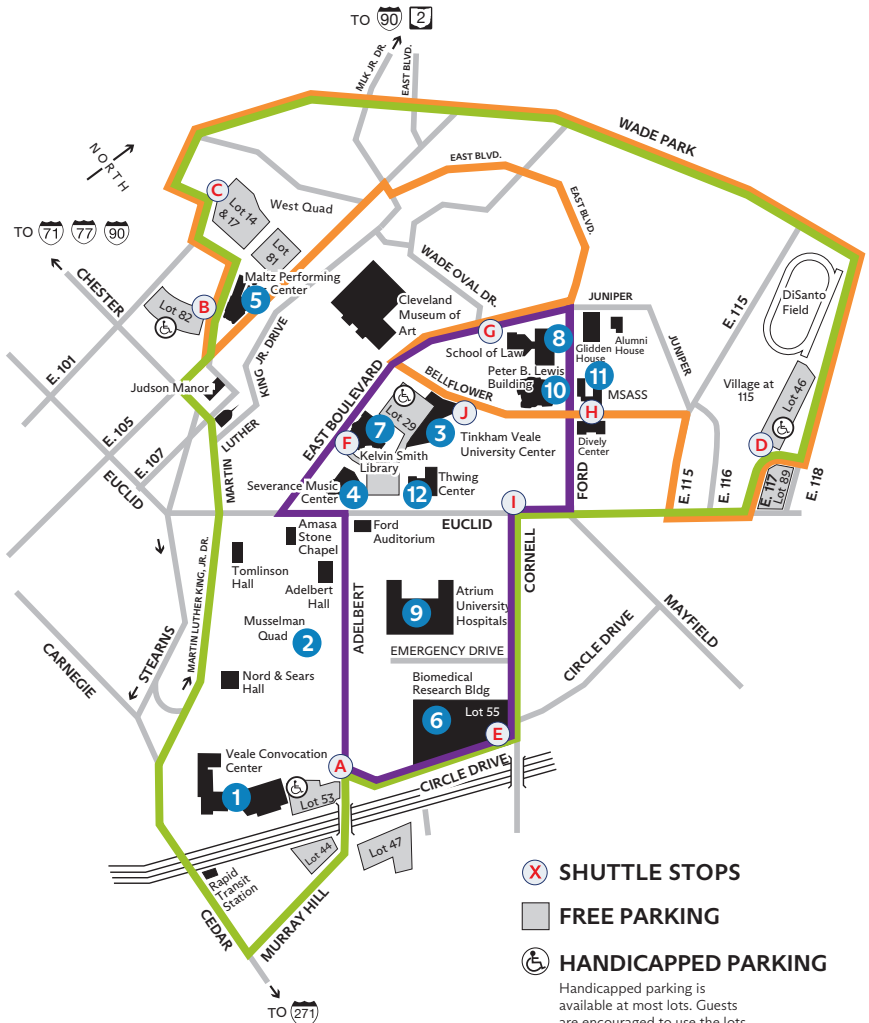 TO 90 2
MLK JR. DR.
EAST BLVD.
WADE PARK
NORTH
EAST BLVD.
EAST BLVD.
C
Lot 14
& 17
West Quad
TO 71 77 90
Lot
81
WADE OVAL DR.
E. 115
CHESTER
Maltz Performing
Center
5
B
Lot 82
Cleveland
Museum of
Art
JUNIPER
DiSanto
Field
G
8
School of Law
Glidden
House
Alumni
House
JUNIPER
KING JR. DRIVE
E. 101
Judson Manor
EAST BOULEVARD
BELLFLOWER
Peter B. Lewis
Building
10
11
MSASS
Village at
115
Lot 46
E. 105
LUTHER
MARTIN
Lot 29
J
H
D
7
3
F
Tinkham Veale
University Center
Dively
Center
E. 107
Kelvin Smith
Library
EUCLID
Severance Music
Center
4
12
Thwing
Center
FORD
E. 115
E. 116
E. 117
Lot 89
E. 118
I
Amasa
Stone
Chapel
Ford
Auditorium
EUCLID
CORNELL
Tomlinson
Hall
Adelbert
Hall
MARTIN LUTHER KING, JR. DR.
ADELBERT
Atrium
University
Hospitals
9
MAYFIELD
Musselman
Quad
2
CIRCLE DRIVE
STEARNS
CARNEGIE
EMERGENCY DRIVE
Nord & Sears
Hall
Biomedical
Research Bldg
Lot 55
6
E
Veale Convocation
Center
A
CIRCLE DRIVE
1
Lot 53
Lot 44
Lot 47
Rapid
Transit
Station
CEDAR
MURRAY HILL
TO 271
X SHUTTLE STOPS
FREE PARKING
HANDICAPPED PARKING
Handicapped parking is
available at most lots. Guests
are encouraged to use the lots